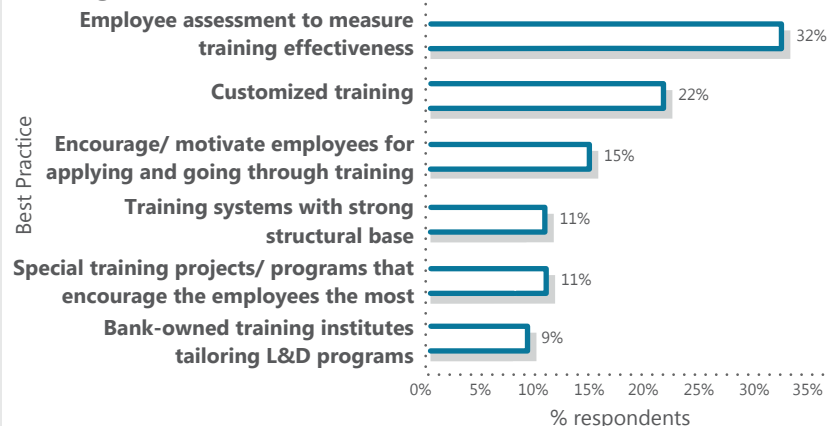 Employee assessment to measure
training effectiveness
32%
Customized training
22%
Encourage/ motivate employees for
applying and going through training
15%
Training systems with strong
structural base
11%
Special training projects/ programs that
encourage the employees the most
11%
Bank-owned training institutes
tailoring L&D programs
9%
Best Practice
0% 5% 10% 15% 20% 25% 30% 35%
% respondents